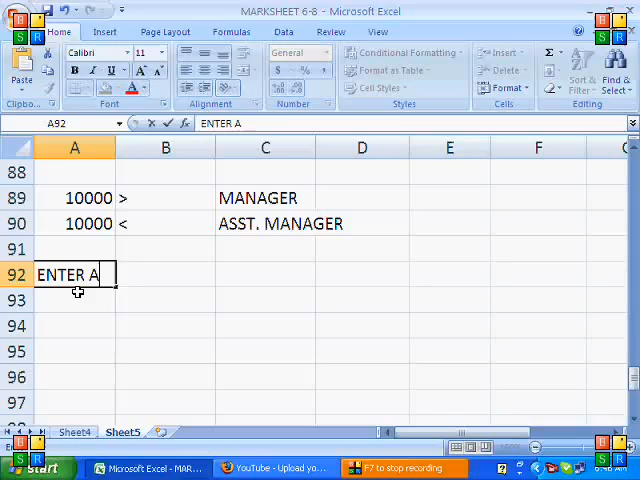 MARKSHEET 6-8 - Microsoft Excel
Home Insert Page Layout Formulas Data Review View
Calibri 11 General Conditional Formatting Insert Σ
Paste B I U A A $ % , Format as Table Delete Sort & Filter Find & Select
Cell Styles Format
Clipboa... Font Alignment Number Styles Cells Editing
A92 fx ENTER A
A B C D E F
88
89 10000 > MANAGER
90 10000 < ASST. MANAGER
91
92 ENTER A
93
94
95
96
97
Sheet4 Sheet5
start Microsoft Excel - MAR... YouTube - Upload yo... F7 to stop recording